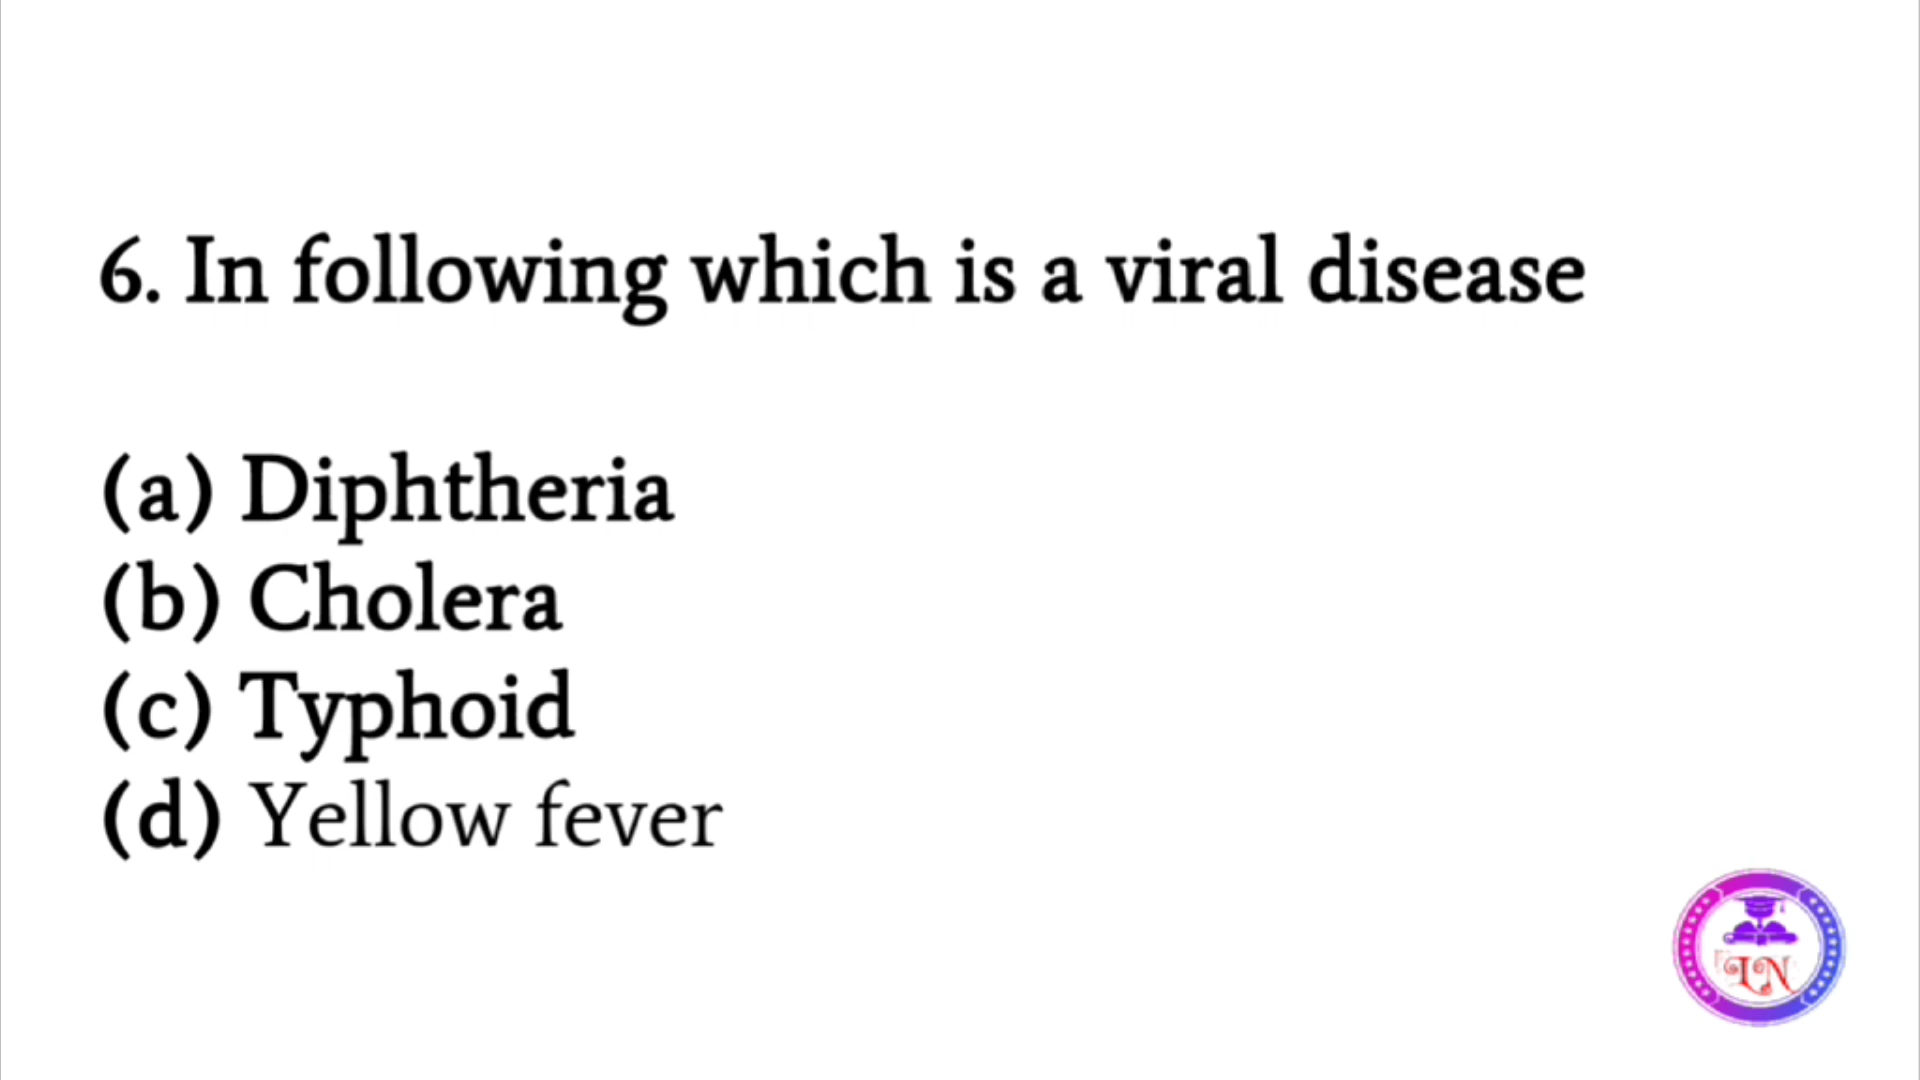 6. In following which is a viral disease
(a) Diphtheria
(b) Cholera
(c) Typhoid
(d) Yellow fever
LN